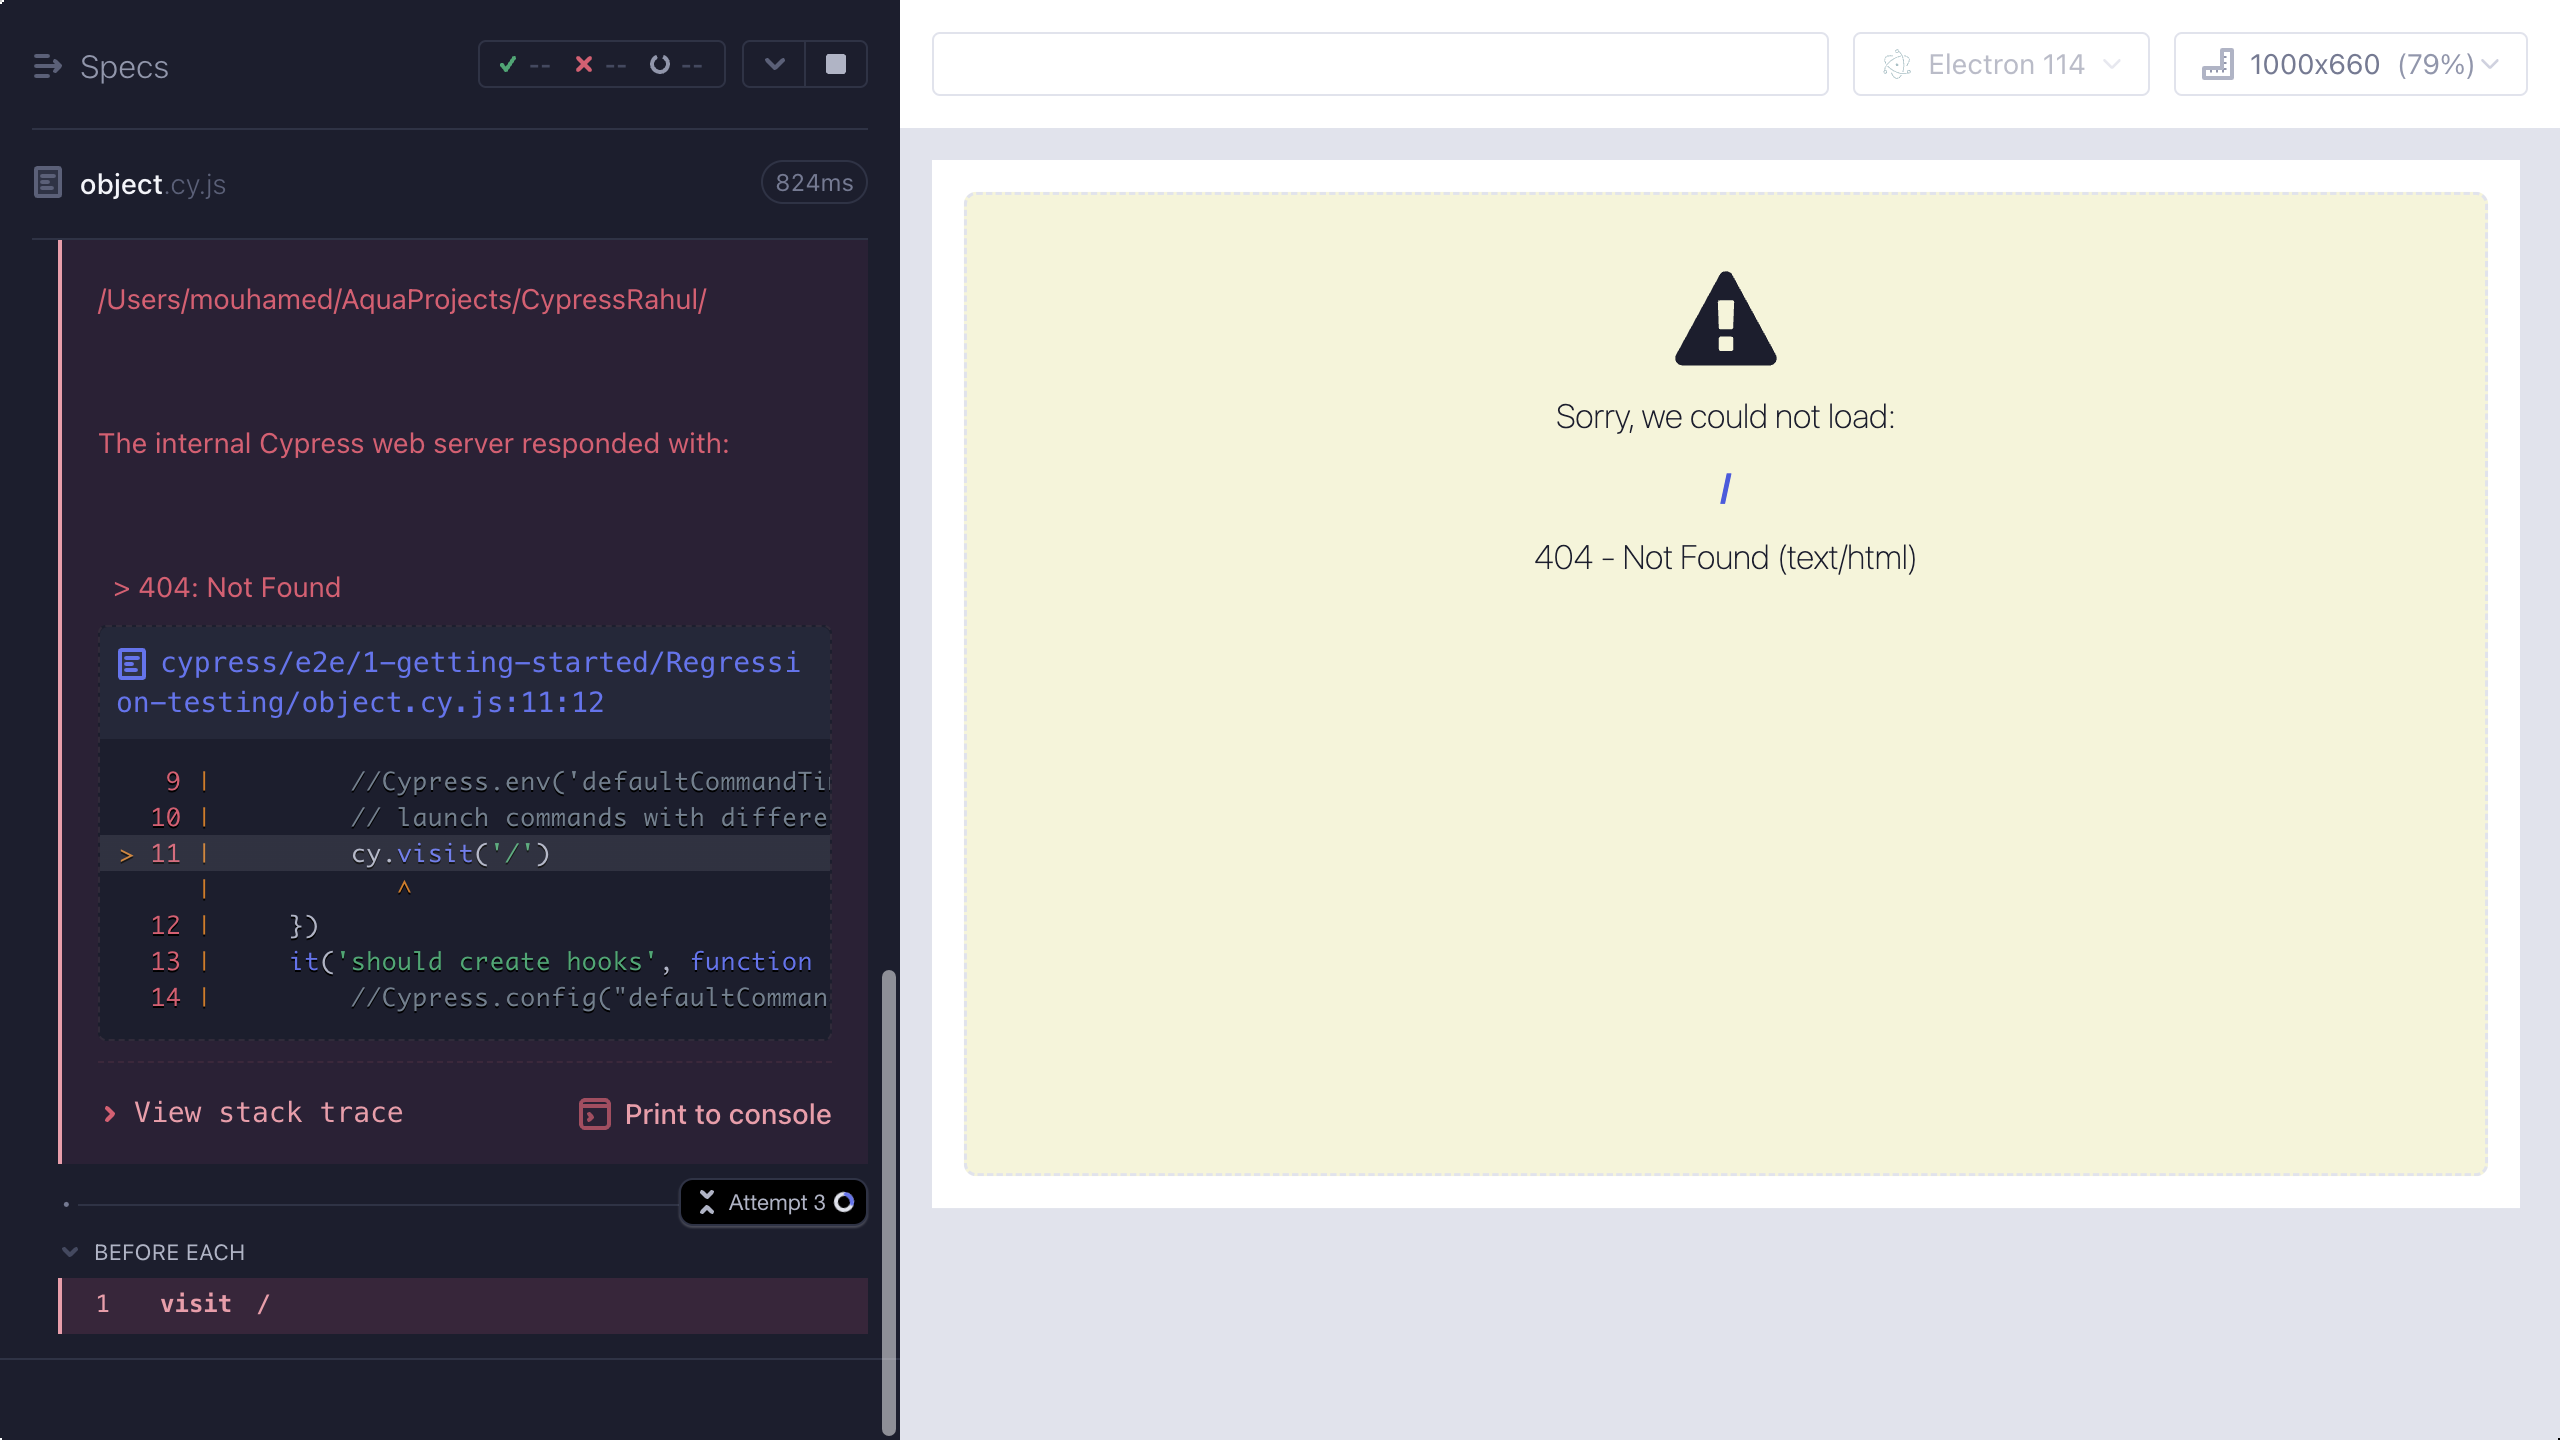 Specs
-- -- --
object.cy.js
824ms
/Users/mouhamed/AquaProjects/CypressRahul/
The internal Cypress web server responded with:
> 404: Not Found
cypress/e2e/1-getting-started/Regressi
on-testing/object.cy.js:11:12
9 | //Cypress.env('defaultCommandTi
10 | // launch commands with differe
> 11 | cy.visit('/')
| ^
12 | })
13 | it('should create hooks', function
14 | //Cypress.config("defaultComman
View stack trace
Print to console
Attempt 3
BEFORE EACH
1 visit /
Electron 114
1000x660 (79%)
Sorry, we could not load:
/
404 - Not Found (text/html)